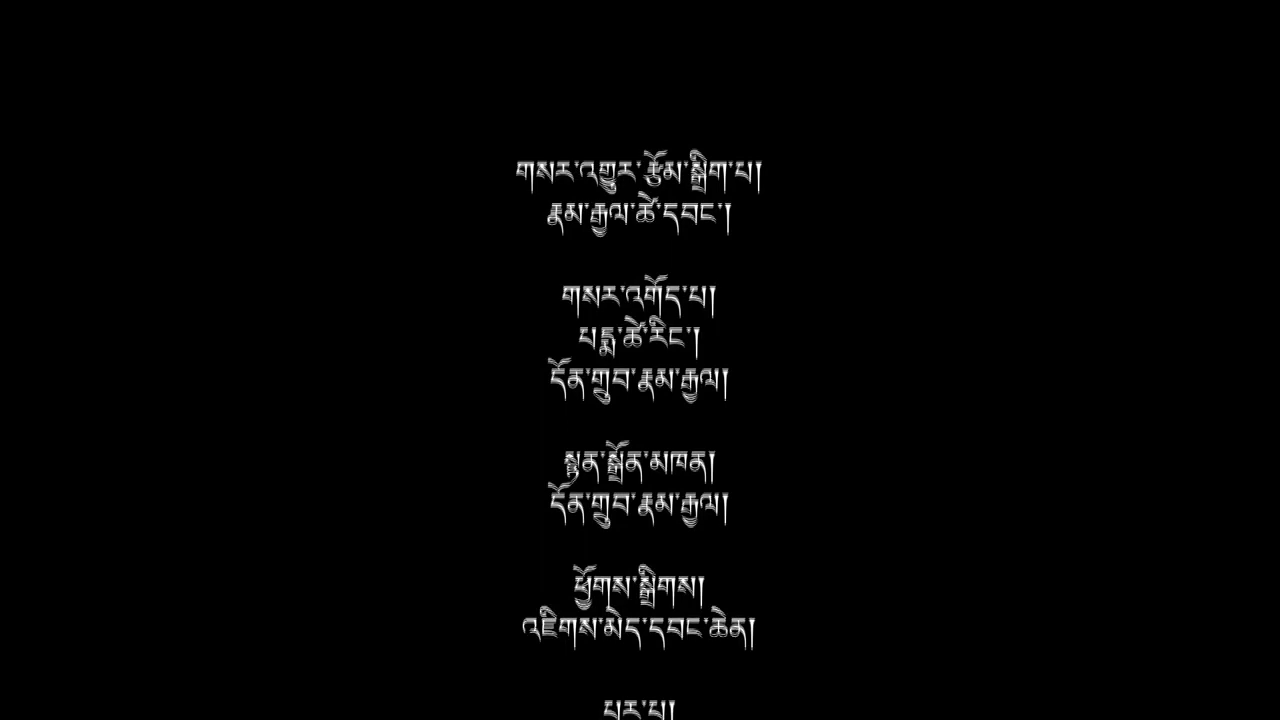 གསར་འགྱུར་རྩོམ་སྒྲིག་པ།
རྣམ་རྒྱལ་ཚེ་དབང་།
གསར་འགོད་པ།
པདྨ་ཚེ་རིང་།
དོན་གྲུབ་རྣམ་རྒྱལ།
སྙན་སྒྲོན་མཁན།
དོན་གྲུབ་རྣམ་རྒྱལ།
ཕྱོགས་སྒྲིགས།
འཇིགས་མེད་དབང་ཆེན།
པར་པ།